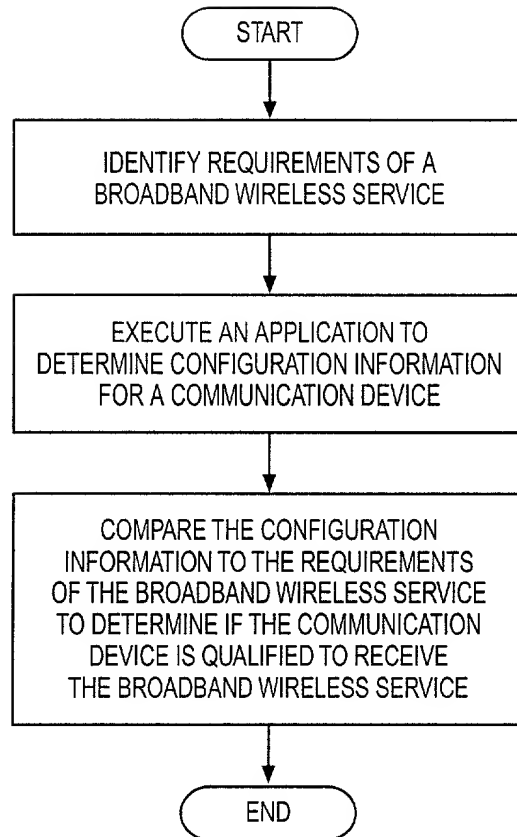 START
IDENTIFY REQUIREMENTS OF A
BROADBAND WIRELESS SERVICE
EXECUTE AN APPLICATION TO
DETERMINE CONFIGURATION INFORMATION
FOR A COMMUNICATION DEVICE
COMPARE THE CONFIGURATION
INFORMATION TO THE REQUIREMENTS
OF THE BROADBAND WIRELESS SERVICE
TO DETERMINE IF THE COMMUNICATION
DEVICE IS QUALIFIED TO RECEIVE
THE BROADBAND WIRELESS SERVICE
END